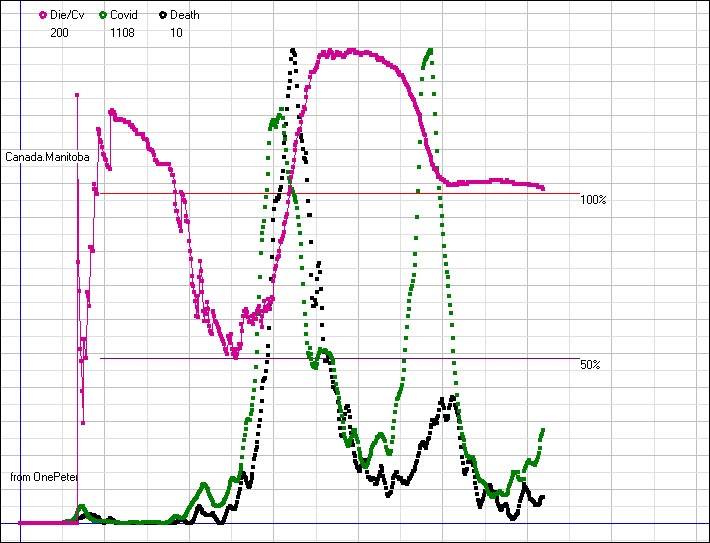 Die/Cv Covid Death
200 1108 10
Canada.Manitoba
100%
50%
from OnePeter